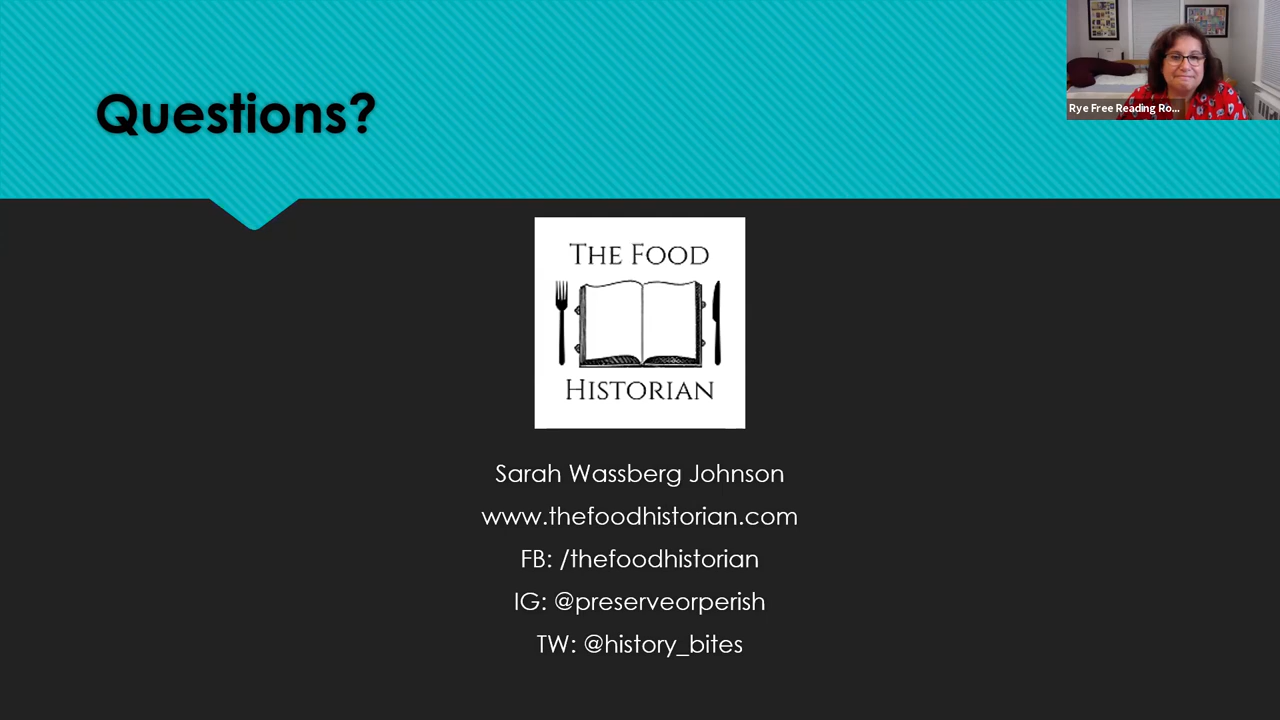 Questions?
Rye Free Reading Ro...
THE FOOD
HISTORIAN
Sarah Wassberg Johnson
www.thefoodhistorian.com
FB: /thefoodhistorian
IG: @preserveorperish
TW: @history_bites